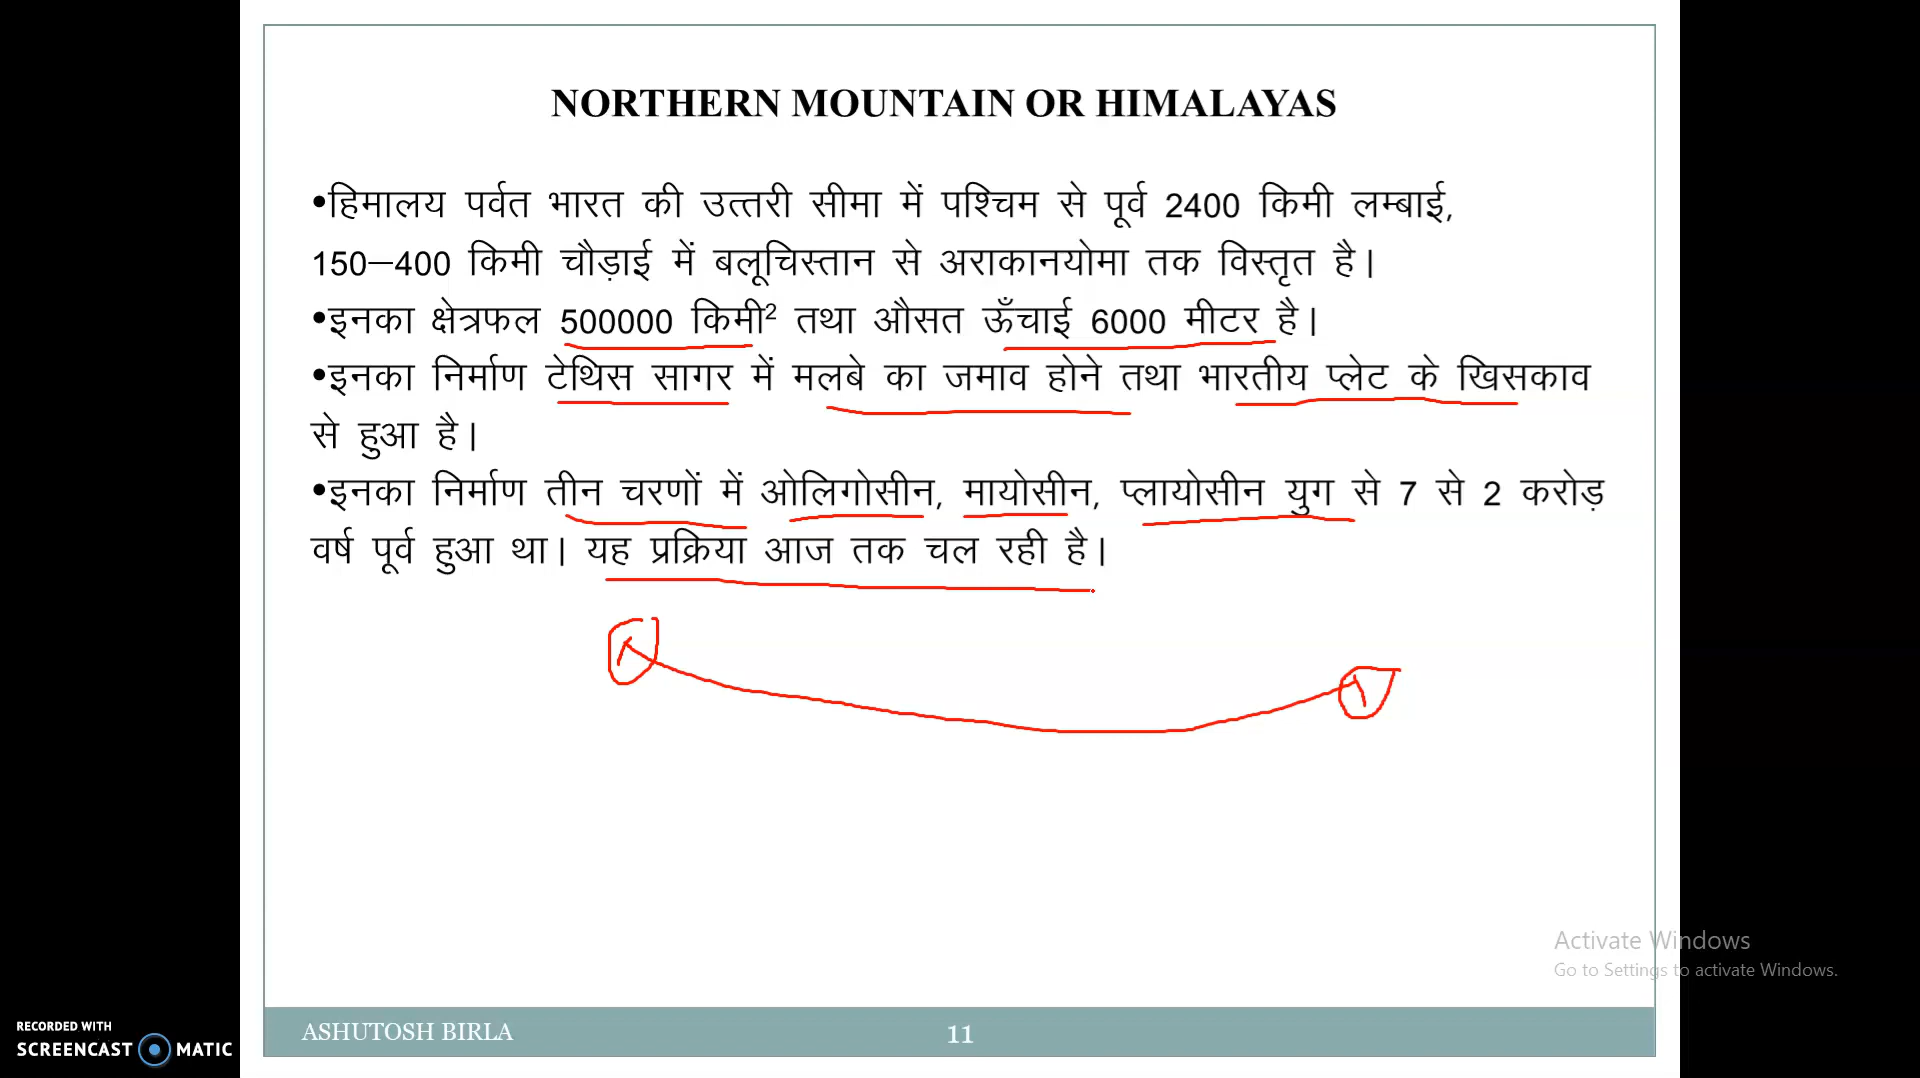 NORTHERN MOUNTAIN OR HIMALAYAS
•हिमालय पर्वत भारत की उत्तरी सीमा में पश्चिम से पूर्व 2400 किमी लम्बाई,
150–400 किमी चौड़ाई में बलूचिस्तान से अराकानयोमा तक विस्तृत है।
•इनका क्षेत्रफल 500000 किमी² तथा औसत ऊँचाई 6000 मीटर है।
•इनका निर्माण टेथिस सागर में मलबे का जमाव होने तथा भारतीय प्लेट के खिसकाव
से हुआ है।
•इनका निर्माण तीन चरणों में ओलिगोसीन, मायोसीन, प्लायोसीन युग से 7 से 2 करोड़
वर्ष पूर्व हुआ था। यह प्रक्रिया आज तक चल रही है।
Activate Windows
Go to Settings to activate Windows.
ASHUTOSH BIRLA 11
RECORDED WITH
SCREENCAST MATIC